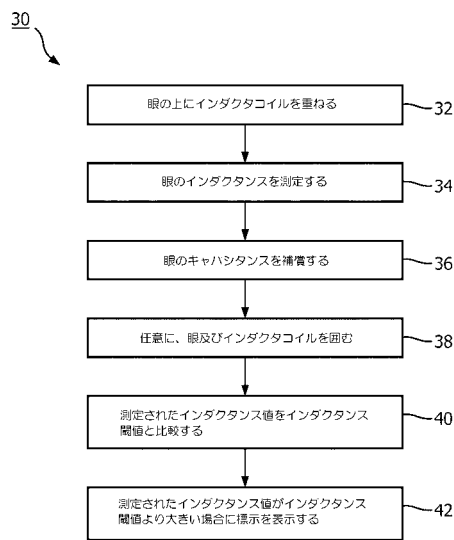 30
眼の上にインダクタコイルを重ねる
32
眼のインダクタンスを測定する
34
眼のキャパシタンスを補償する
36
任意に、眼及びインダクタコイルを囲む
38
測定されたインダクタンス値をインダクタンス
閾値と比較する
40
測定されたインダクタンス値がインダクタンス
閾値より大きい場合に標示を表示する
42